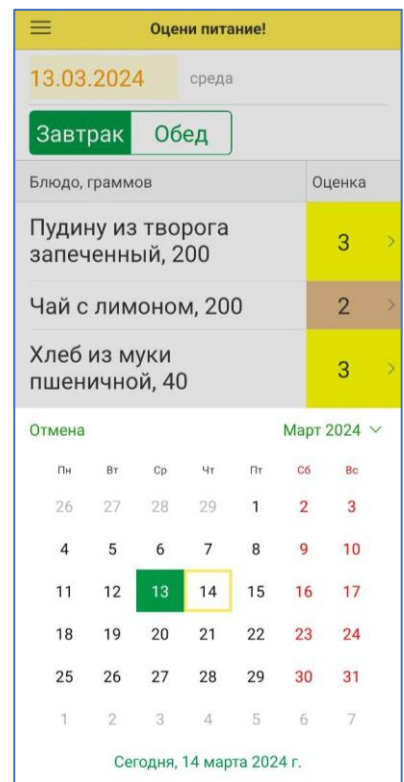 Оцени питание!
13.03.2024 среда
Завтрак Обед
Блюдо, граммов Оценка
Пудину из творога
запеченный, 200
3
Чай с лимоном, 200 2
Хлеб из муки
пшеничной, 40
3
Отмена Март 2024
Пн Вт Ср Чт Пт Сб Вс
26 27 28 29 1 2 3
4 5 6 7 8 9 10
11 12 13 14 15 16 17
18 19 20 21 22 23 24
25 26 27 28 29 30 31
1 2 3 4 5 6 7
Сегодня, 14 марта 2024 г.